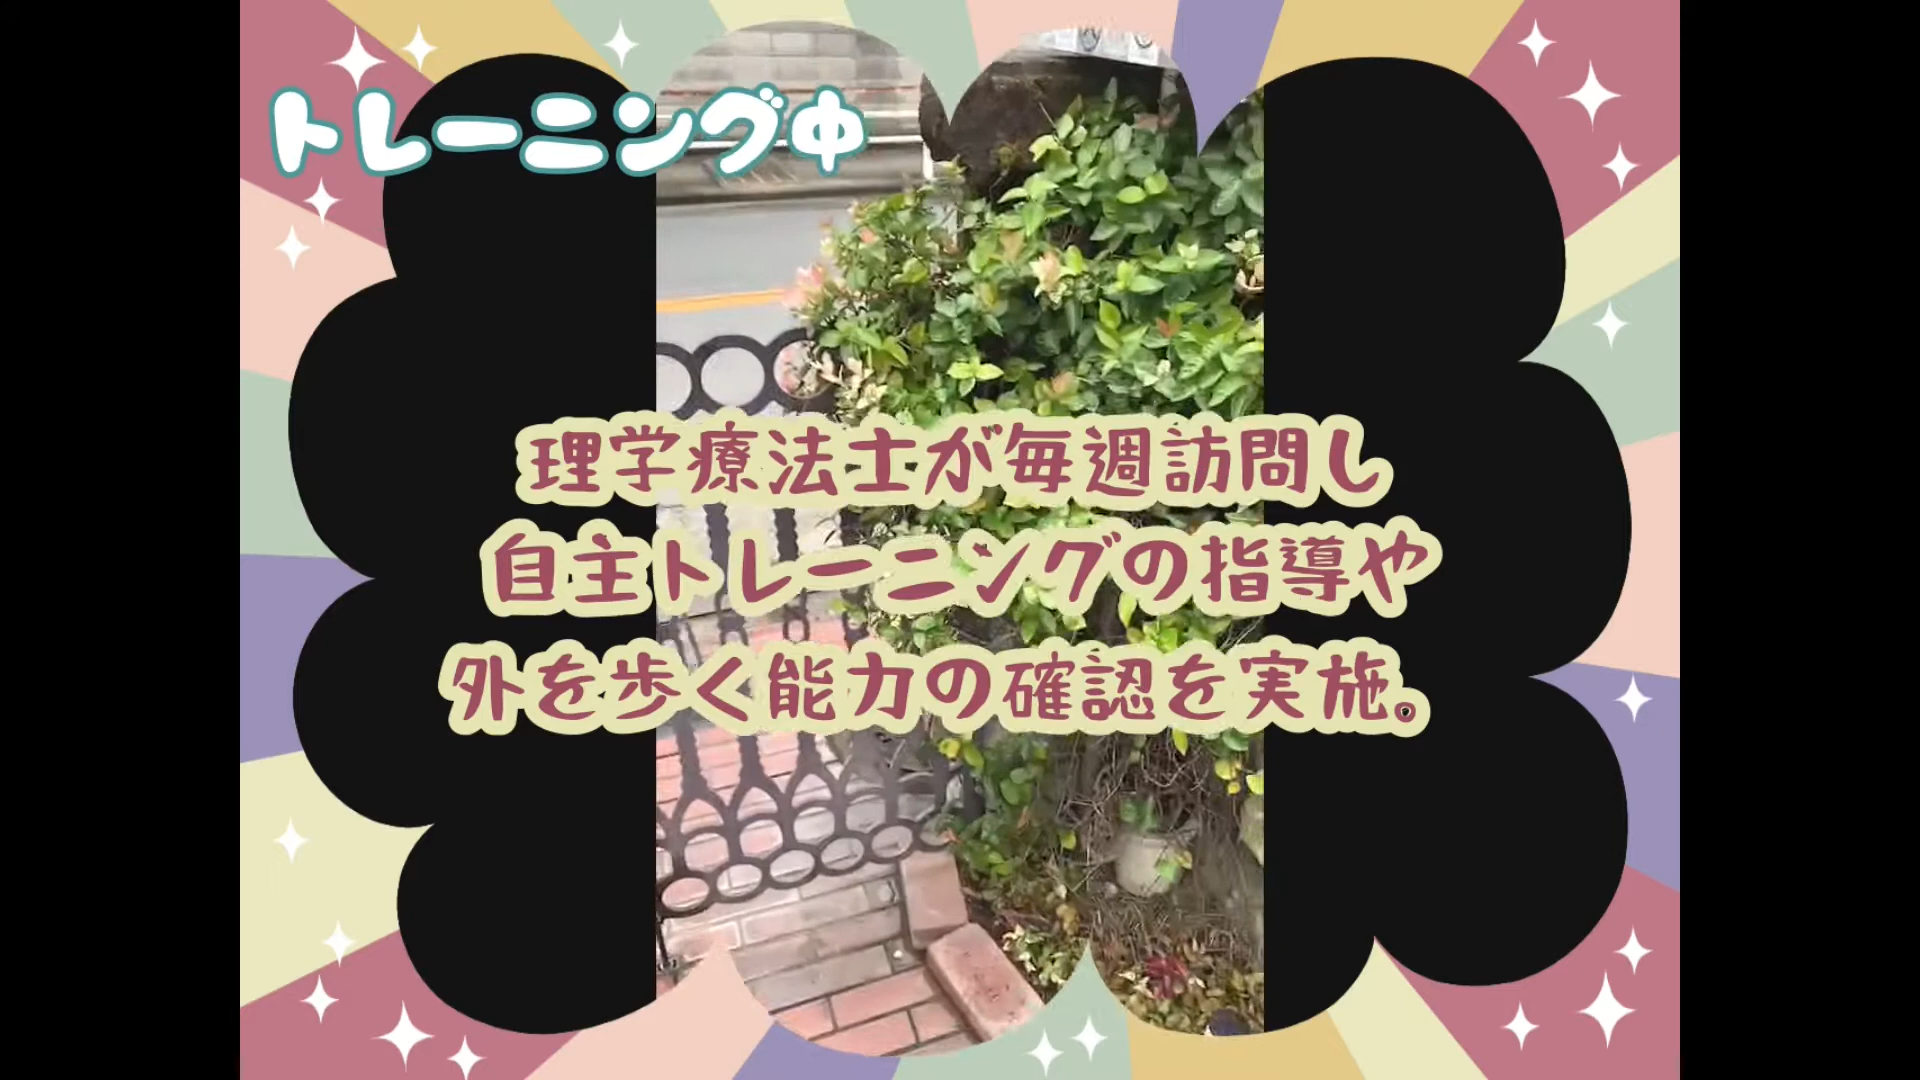 トレーニング中
理学療法士が毎週訪問し
自主トレーニングの指導や
外を歩く能力の確認を実施。